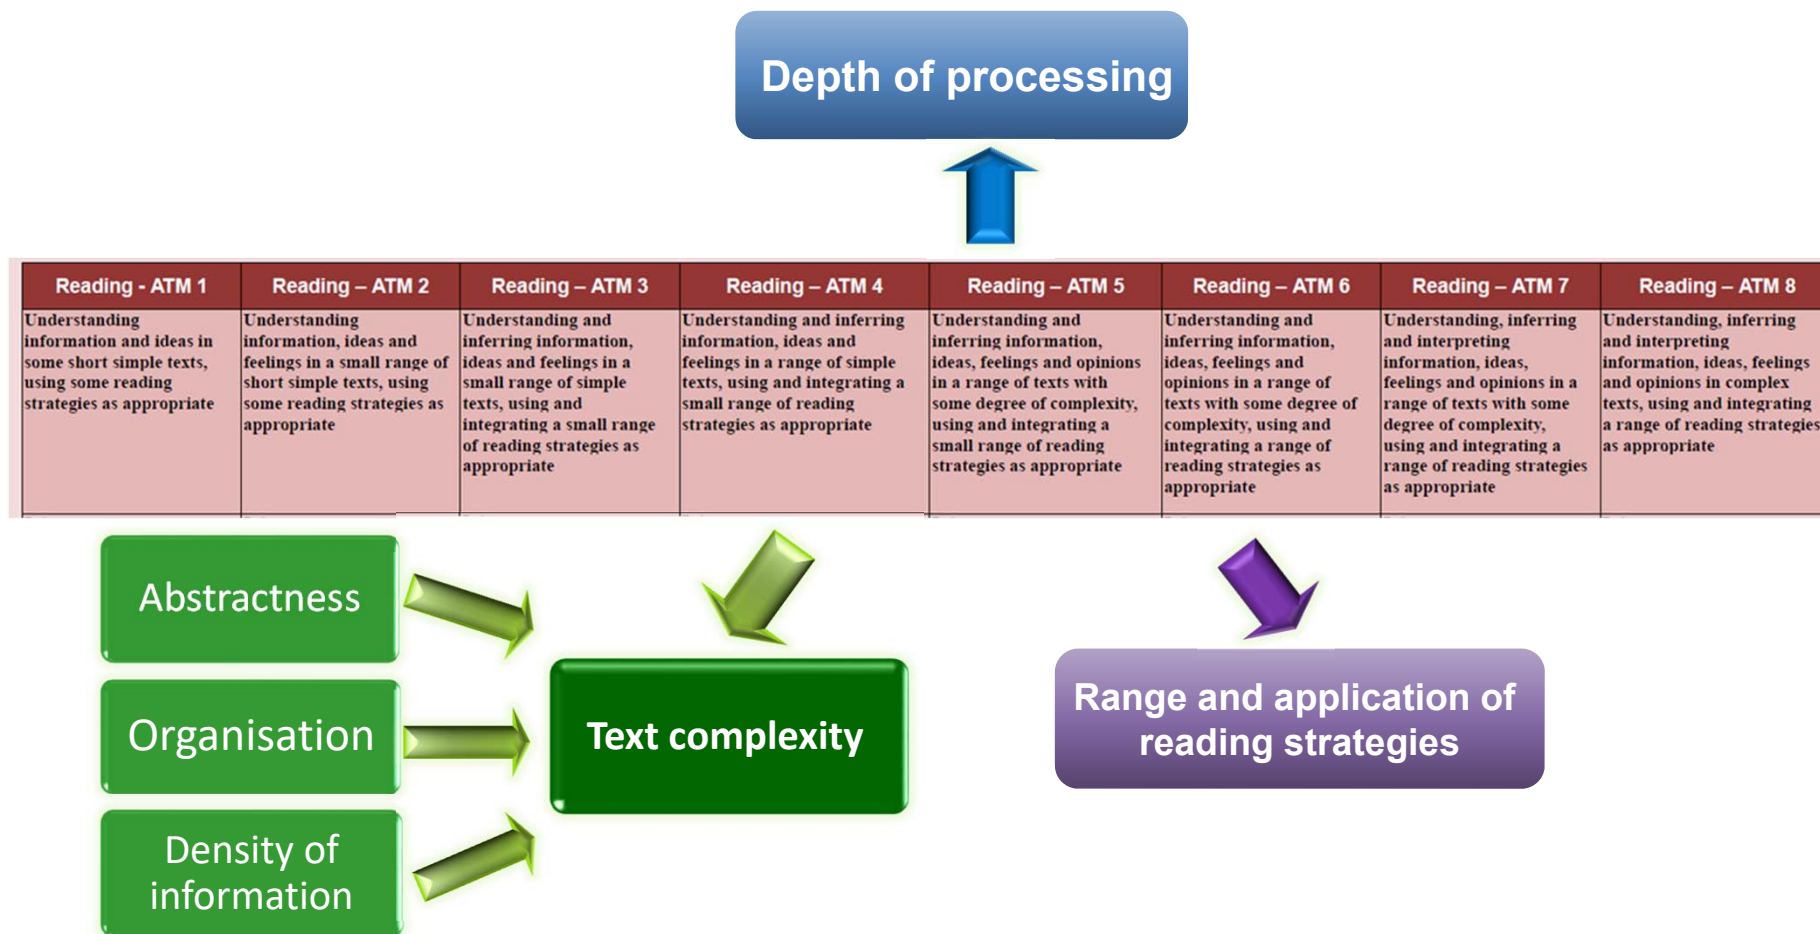 Depth of processing
Reading - ATM 1
Reading – ATM 2
Reading – ATM 3
Reading – ATM 4
Reading – ATM 5
Reading – ATM 6
Reading – ATM 7
Reading – ATM 8
Understanding
information and ideas in
some short simple texts,
using some reading
strategies as appropriate
Understanding
information, ideas and
feelings in a small range of
short simple texts, using
some reading strategies as
appropriate
Understanding and
inferring information,
ideas and feelings in a
small range of simple
texts, using and
integrating a small range
of reading strategies as
appropriate
Understanding and inferring
information, ideas and
feelings in a range of simple
texts, using and integrating a
small range of reading
strategies as appropriate
Understanding and
inferring information,
ideas, feelings and opinions
in a range of texts with
some degree of complexity,
using and integrating a
small range of reading
strategies as appropriate
Understanding and
inferring information,
ideas, feelings and
opinions in a range of
texts with some degree of
complexity, using and
integrating a range of
reading strategies as
appropriate
Understanding, inferring
and interpreting
information, ideas,
feelings and opinions in a
range of texts with some
degree of complexity,
using and integrating a
range of reading strategies
as appropriate
Understanding, inferring
and interpreting
information, ideas, feelings
and opinions in complex
texts, using and integrating
a range of reading strategies
as appropriate
Abstractness
Organisation
Density of
information
Text complexity
Range and application of
reading strategies